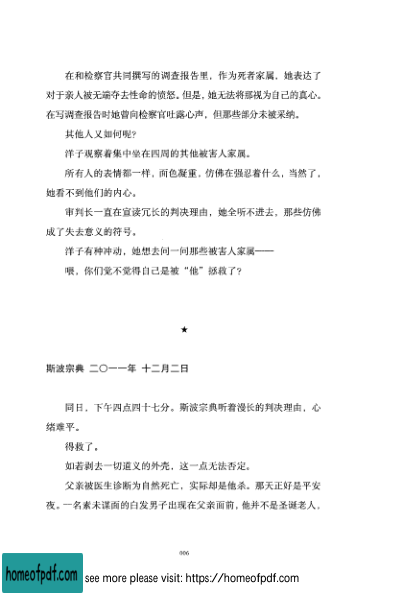 在和检察官共同撰写的调查报告里，作为死者家属，她表达了
对于亲人被无端夺去性命的愤怒。但是，她无法将那视为自己的真心。
在写调查报告时她曾向检察官吐露心声，但那些部分未被采纳。
其他人又如何呢？
洋子观察着集中坐在四周的其他被害人家属。
所有人的表情都一样，面色凝重，仿佛在强忍着什么，当然了，
她看不到他们的内心。
审判长一直在宣读冗长的判决理由，她全听不进去，那些仿佛
成了失去意义的符号。
洋子有种冲动，她想去问一问那些被害人家属——
喂，你们觉不觉得自己是被“他”拯救了？
★
斯波宗典 二〇一一年 十二月二日
同日，下午四点四十七分。斯波宗典听着漫长的判决理由，心
绪难平。
得救了。
如若剥去一切道义的外壳，这一点无法否定。
父亲被医生诊断为自然死亡，实际却是他杀。那天正好是平安
夜。一名素未谋面的白发男子出现在父亲面前，他并不是圣诞老人，
006
homeofpdf.com
see more please visit: https://homeofpdf.com